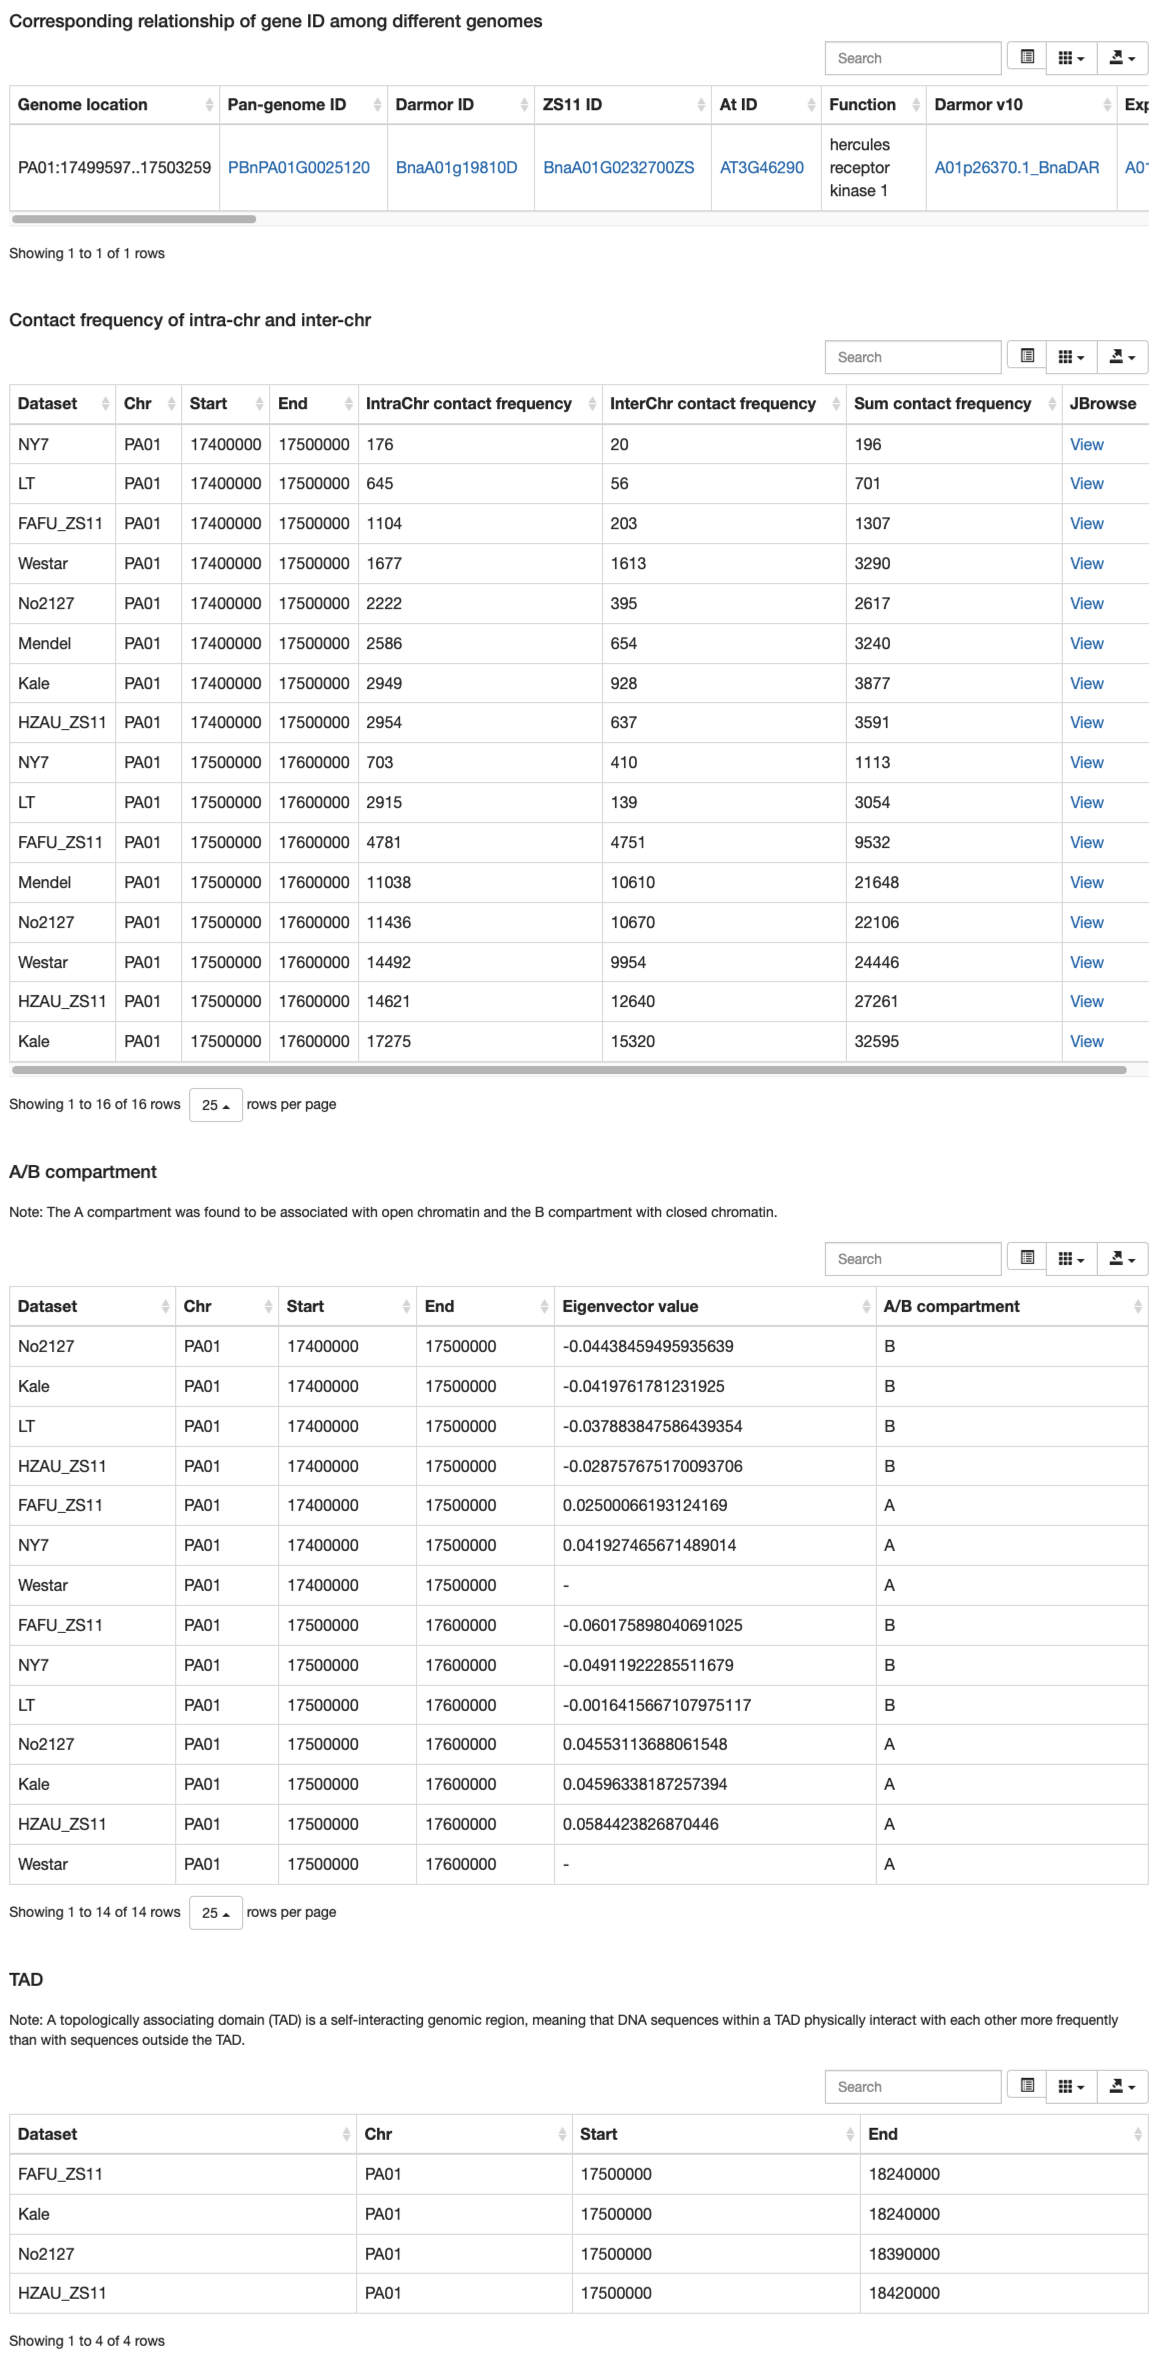 Corresponding relationship of gene ID among different genomes
Search
Genome location Pan-genome ID Darmor ID ZS11 ID At ID Function Darmor v10 Exp
PA01:17499597..17503259 PBnPA01G0025120 BnaA01g19810D BnaA01G0232700ZS AT3G46290 hercules receptor kinase 1 A01p26370.1_BnaDAR A01
Showing 1 to 1 of 1 rows
Contact frequency of intra-chr and inter-chr
Search
Dataset Chr Start End IntraChr contact frequency InterChr contact frequency Sum contact frequency JBrowse
NY7 PA01 17400000 17500000 176 20 196 View
LT PA01 17400000 17500000 645 56 701 View
FAFU_ZS11 PA01 17400000 17500000 1104 203 1307 View
Westar PA01 17400000 17500000 1677 1613 3290 View
No2127 PA01 17400000 17500000 2222 395 2617 View
Mendel PA01 17400000 17500000 2586 654 3240 View
Kale PA01 17400000 17500000 2949 928 3877 View
HZAU_ZS11 PA01 17400000 17500000 2954 637 3591 View
NY7 PA01 17500000 17600000 703 410 1113 View
LT PA01 17500000 17600000 2915 139 3054 View
FAFU_ZS11 PA01 17500000 17600000 4781 4751 9532 View
Mendel PA01 17500000 17600000 11038 10610 21648 View
No2127 PA01 17500000 17600000 11436 10670 22106 View
Westar PA01 17500000 17600000 14492 9954 24446 View
HZAU_ZS11 PA01 17500000 17600000 14621 12640 27261 View
Kale PA01 17500000 17600000 17275 15320 32595 View
Showing 1 to 16 of 16 rows 25 rows per page
A/B compartment
Note: The A compartment was found to be associated with open chromatin and the B compartment with closed chromatin.
Search
Dataset Chr Start End Eigenvector value A/B compartment
No2127 PA01 17400000 17500000 -0.04438459495935639 B
Kale PA01 17400000 17500000 -0.0419761781231925 B
LT PA01 17400000 17500000 -0.037883847586439354 B
HZAU_ZS11 PA01 17400000 17500000 -0.028757675170093706 B
FAFU_ZS11 PA01 17400000 17500000 0.02500066193124169 A
NY7 PA01 17400000 17500000 0.041927465671489014 A
Westar PA01 17400000 17500000 - A
FAFU_ZS11 PA01 17500000 17600000 -0.060175898040691025 B
NY7 PA01 17500000 17600000 -0.04911922285511679 B
LT PA01 17500000 17600000 -0.0016415667107975117 B
No2127 PA01 17500000 17600000 0.04553113688061548 A
Kale PA01 17500000 17600000 0.04596338187257394 A
HZAU_ZS11 PA01 17500000 17600000 0.0584423826870446 A
Westar PA01 17500000 17600000 - A
Showing 1 to 14 of 14 rows 25 rows per page
TAD
Note: A topologically associating domain (TAD) is a self-interacting genomic region, meaning that DNA sequences within a TAD physically interact with each other more frequently
than with sequences outside the TAD.
Search
Dataset Chr Start End
FAFU_ZS11 PA01 17500000 18240000
Kale PA01 17500000 18240000
No2127 PA01 17500000 18390000
HZAU_ZS11 PA01 17500000 18420000
Showing 1 to 4 of 4 rows